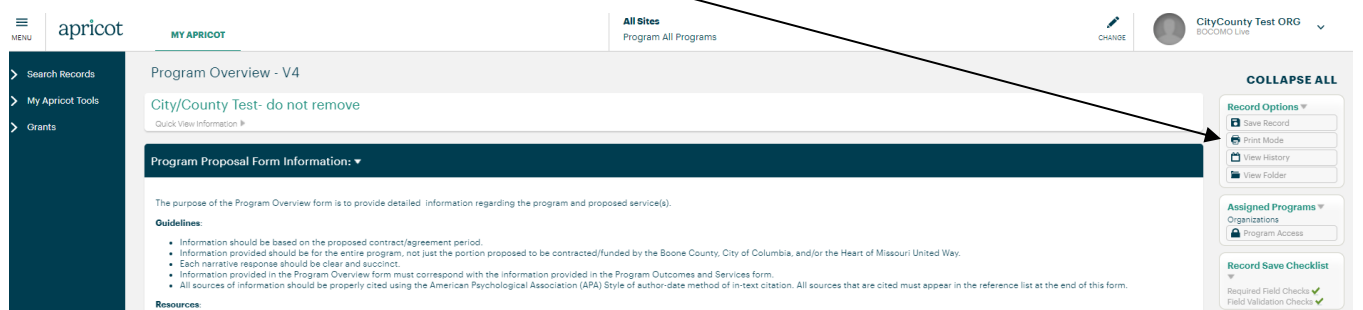 MENU
apricot
MY APRICOT
All Sites
Program All Programs
CHANGE
CityCounty Test ORG
BOCOMO Live
Search Records
My Apricot Tools
Grants
Program Overview - V4
City/County Test- do not remove
Quick View Information
Program Proposal Form Information:
The purpose of the Program Overview form is to provide detailed information regarding the program and proposed service(s).
Guidelines:
• Information should be based on the proposed contract/agreement period.
• Information provided should be for the entire program, not just the portion proposed to be contracted/funded by the Boone County, City of Columbia, and/or the Heart of Missouri United Way.
• Each narrative response should be clear and succinct.
• Information provided in the Program Overview form must correspond with the information provided in the Program Outcomes and Services form.
• All sources of information should be properly cited using the American Psychological Association (APA) Style of author-date method of in-text citation. All sources that are cited must appear in the reference list at the end of this form.
Resources:
COLLAPSE ALL
Record Options
Save Record
Print Mode
View History
View Folder
Assigned Programs
Organizations
Program Access
Record Save Checklist
Required Field Checks ✔
Field Validation Checks ✔